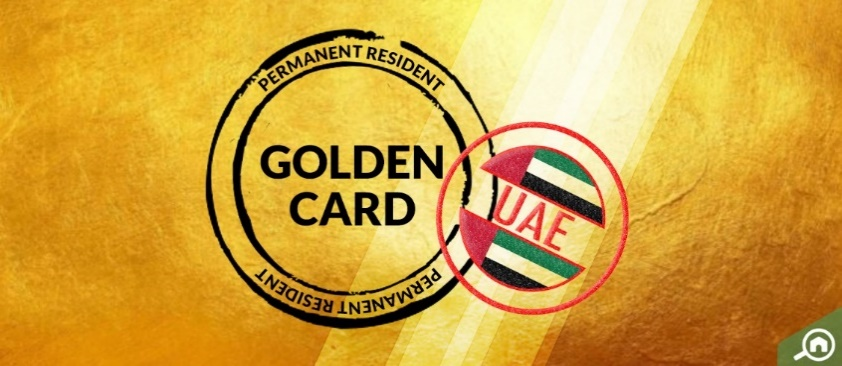 PERMANENT RESIDENT
GOLDEN
CARD
PERMANENT RESIDENT
UAE